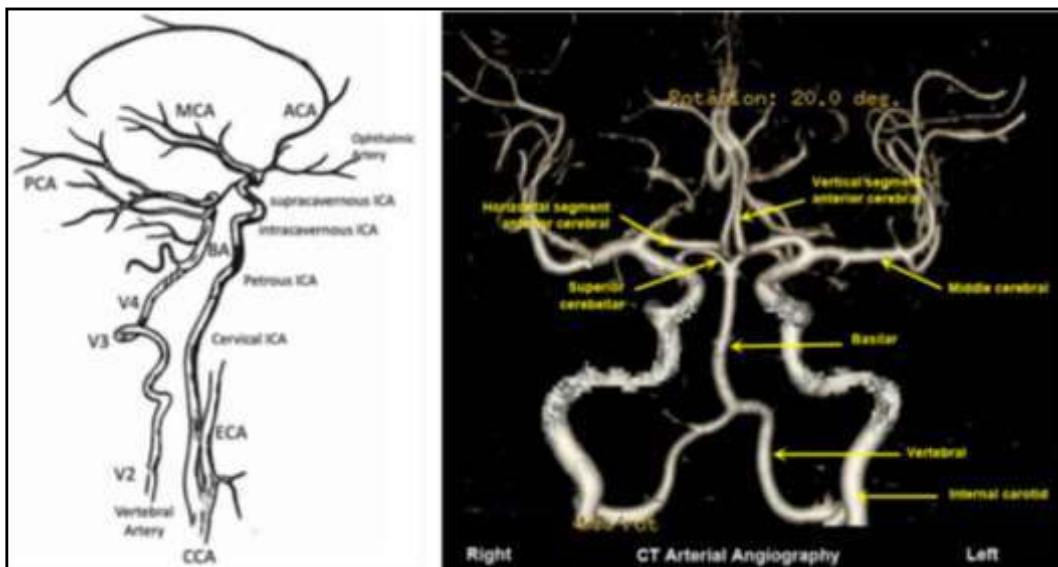 MCA
ACA
Ophthalmic
Artery
PCA
supracavernous ICA
intracavernous ICA
BA
Petrous ICA
V4
V3
Cervical ICA
ECA
V2
Vertebral
Artery
CCA
Rotation: 20.0 deg.
Vertical segment
anterior cerebral
Horizontal segment
anterior cerebral
Superior
cerebellar
Middle cerebral
Basilar
Vertebral
Internal carotid
Right
CT Arterial Angiography
Left